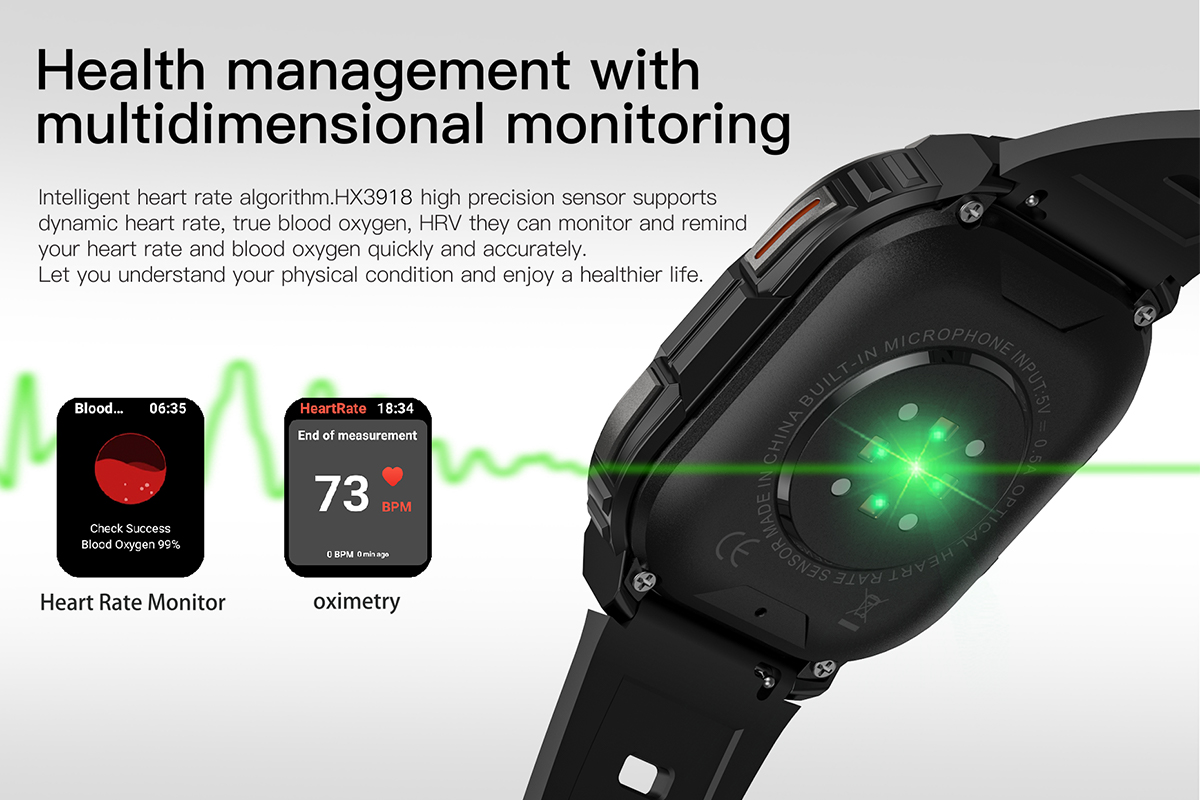 Health management with
multidimensional monitoring
Intelligent heart rate algorithm.HX3918 high precision sensor supports
dynamic heart rate, true blood oxygen, HRV they can monitor and remind
your heart rate and blood oxygen quickly and accurately.
Let you understand your physical condition and enjoy a healthier life.
Blood... 06:35
Check Success
Blood Oxygen 99%
Heart Rate Monitor
HeartRate 18:34
End of measurement
73
BPM
0 BPM 0 min ago
oximetry
MADE IN CHINA BUILT-IN MICROPHONE INPUT:5V = 0.5A OPTICAL HEART RATE SENSOR
CE